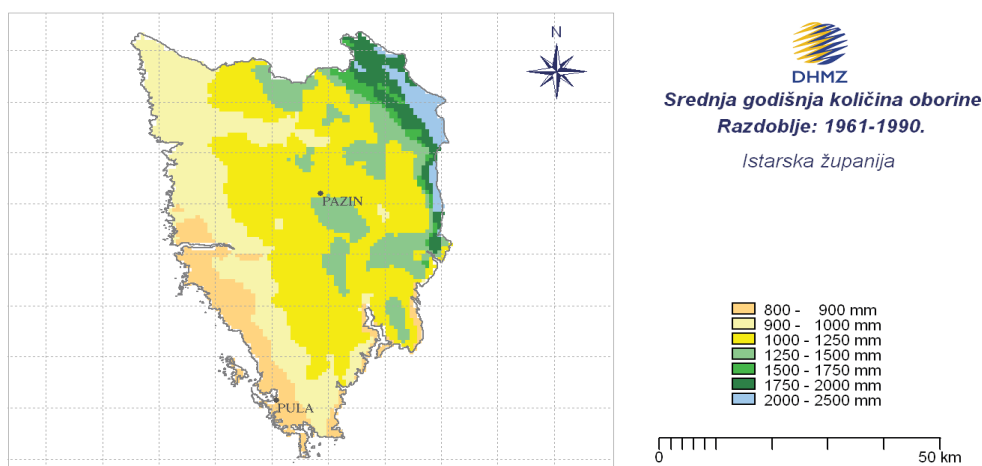 N
PAZIN
PULA
DHMZ
Srednja godišnja količina oborine
Razdoblje: 1961-1990.
Istarska županija
800 - 900 mm
900 - 1000 mm
1000 - 1250 mm
1250 - 1500 mm
1500 - 1750 mm
1750 - 2000 mm
2000 - 2500 mm
0 50 km